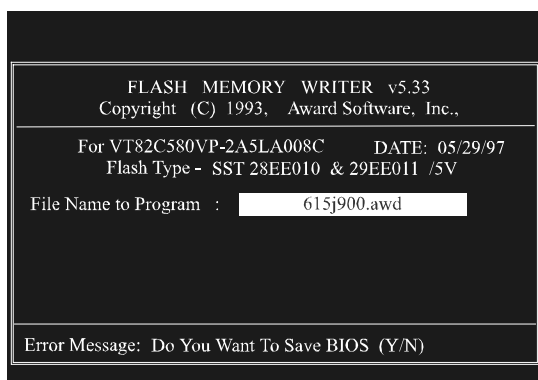 FLASH MEMORY WRITER v5.33
Copyright (C) 1993, Award Software, Inc.,
For VT82C580VP-2A5LA008C DATE: 05/29/97
Flash Type - SST 28EE010 & 29EE011 /5V
File Name to Program : 615j900.awd
Error Message: Do You Want To Save BIOS (Y/N)